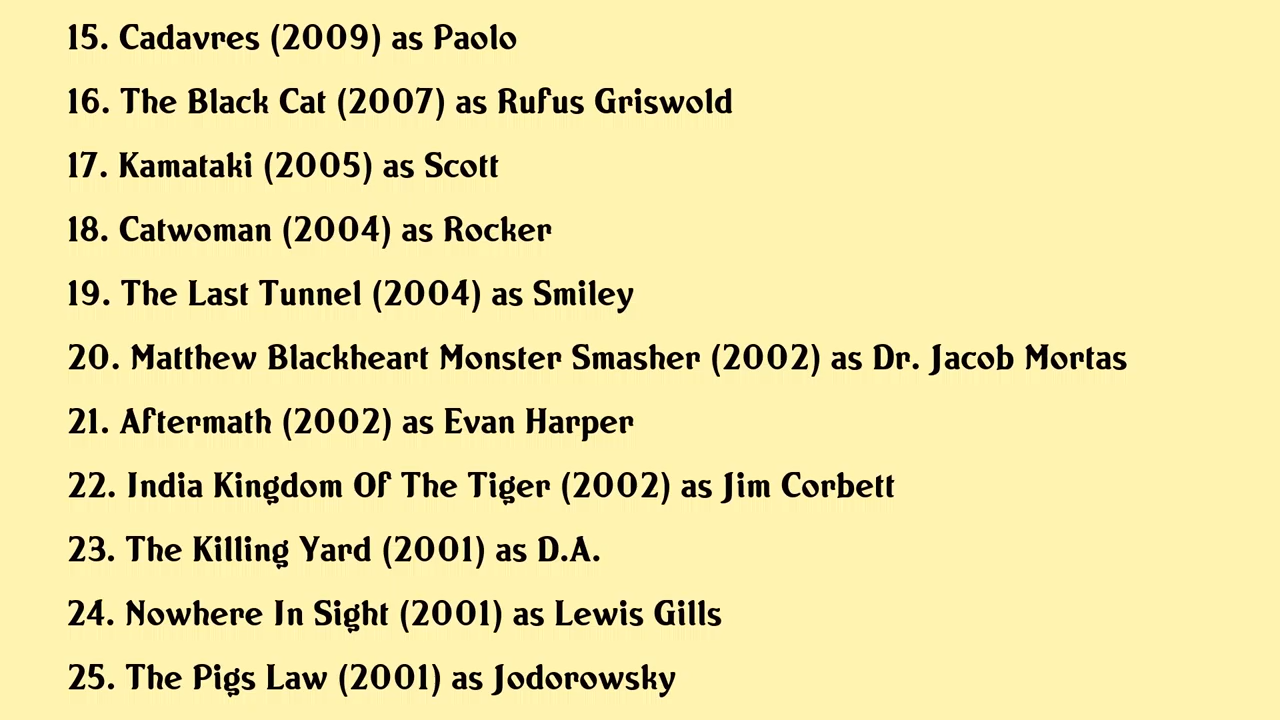 15. Cadavres (2009) as Paolo
16. The Black Cat (2007) as Rufus Griswold
17. Kamataki (2005) as Scott
18. Catwoman (2004) as Rocker
19. The Last Tunnel (2004) as Smiley
20. Matthew Blackheart Monster Smasher (2002) as Dr. Jacob Mortas
21. Aftermath (2002) as Evan Harper
22. India Kingdom Of The Tiger (2002) as Jim Corbett
23. The Killing Yard (2001) as D.A.
24. Nowhere In Sight (2001) as Lewis Gills
25. The Pigs Law (2001) as Jodorowsky